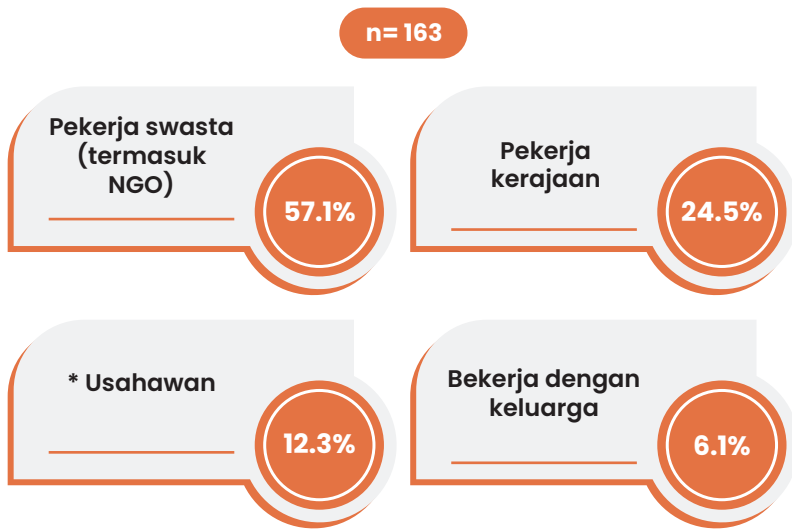 n= 163
Pekerja swasta
(termasuk
NGO)
57.1%
Pekerja
kerajaan
24.5%
* Usahawan
12.3%
Bekerja dengan
keluarga
6.1%